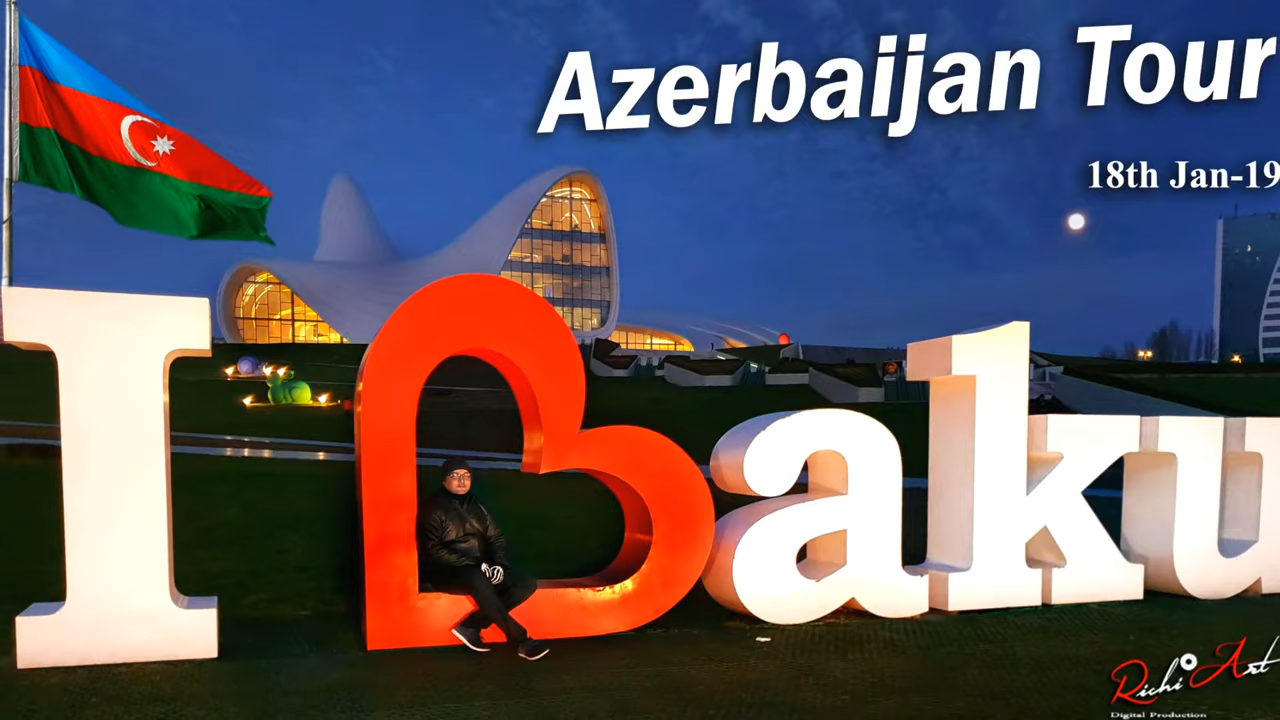 Azerbaijan Tour
18th Jan-19
I Baku
Richi Art
Digital Production